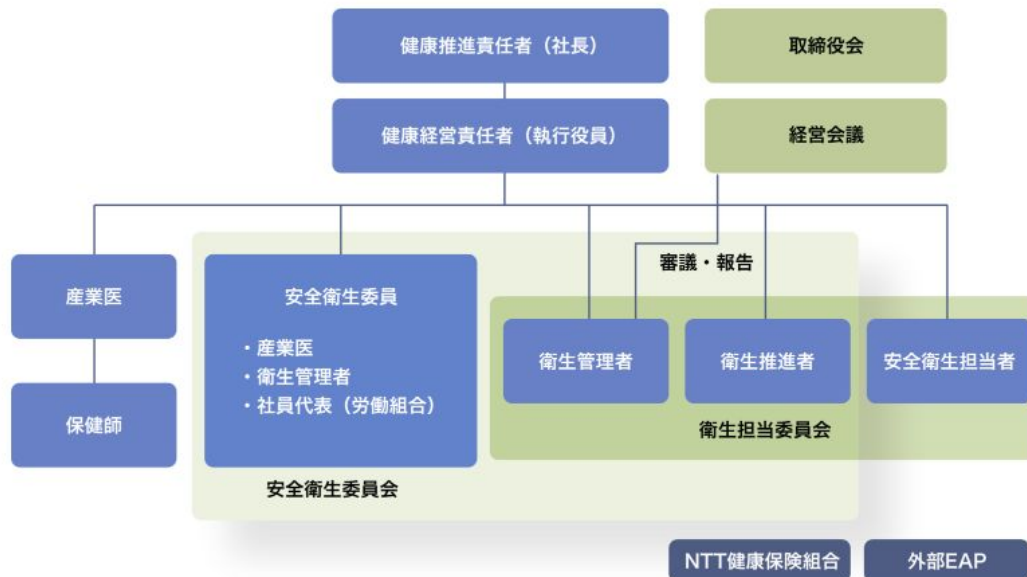 健康推進責任者（社長）
取締役会
健康経営責任者（執行役員）
経営会議
審議・報告
産業医
保健師
安全衛生委員
・産業医
・衛生管理者
・社員代表（労働組合）
衛生管理者
衛生推進者
安全衛生担当者
衛生担当委員会
安全衛生委員会
NTT健康保険組合
外部EAP